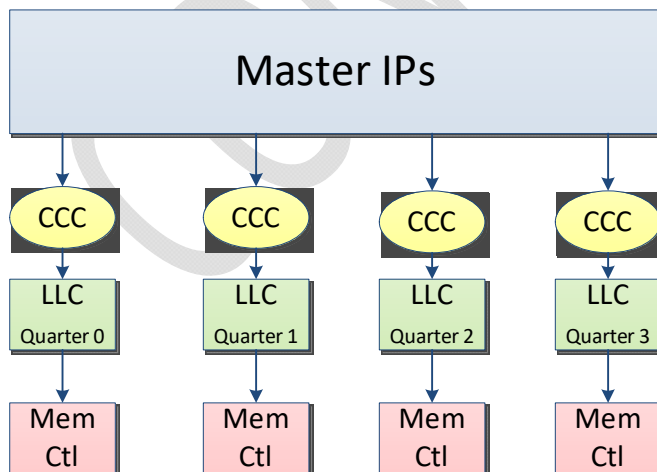 Master IPs
CCC CCC CCC CCC
LLC LLC LLC LLC
Quarter 0 Quarter 1 Quarter 2 Quarter 3
Mem Mem Mem Mem
Ctl Ctl Ctl Ctl